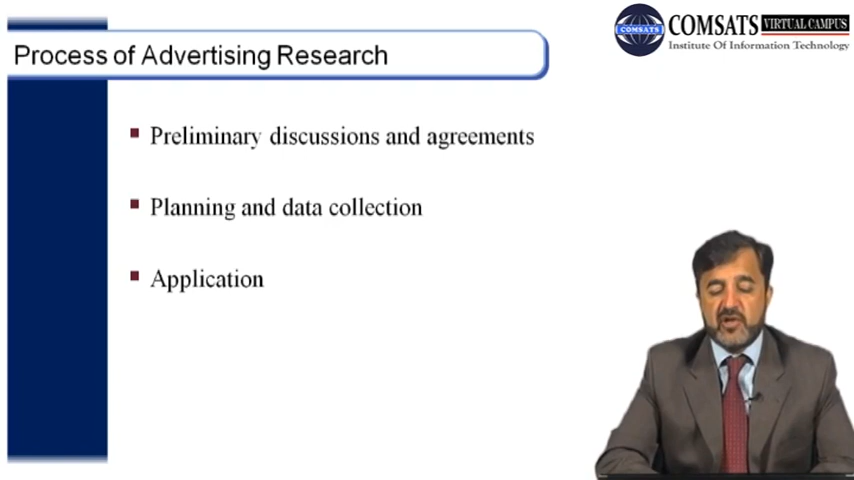 COMSATS VIRTUAL CAMPUS
Institute Of Information Technology
COMSATS
Process of Advertising Research
Preliminary discussions and agreements
Planning and data collection
Application